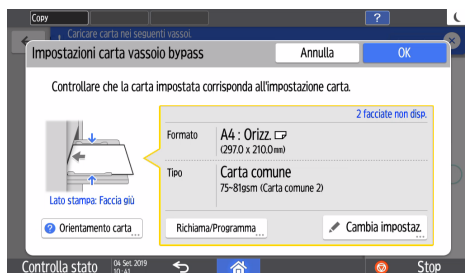 Copy
?
Caricare carta nei seguenti vassoi.
Impostazioni carta vassoio bypass
Annulla
OK
Controllare che la carta impostata corrisponda all'impostazione carta.
2 facciate non disp.
Formato
A4 : Orizz.
(297.0 x 210.0mm)
Tipo
Carta comune
75~81gsm (Carta comune 2)
Lato stampa: Faccia giù
? Orientamento carta...
Richiama/Programma...
Cambia impostaz...
Controlla stato
04 Set 2019
10:41
Stop